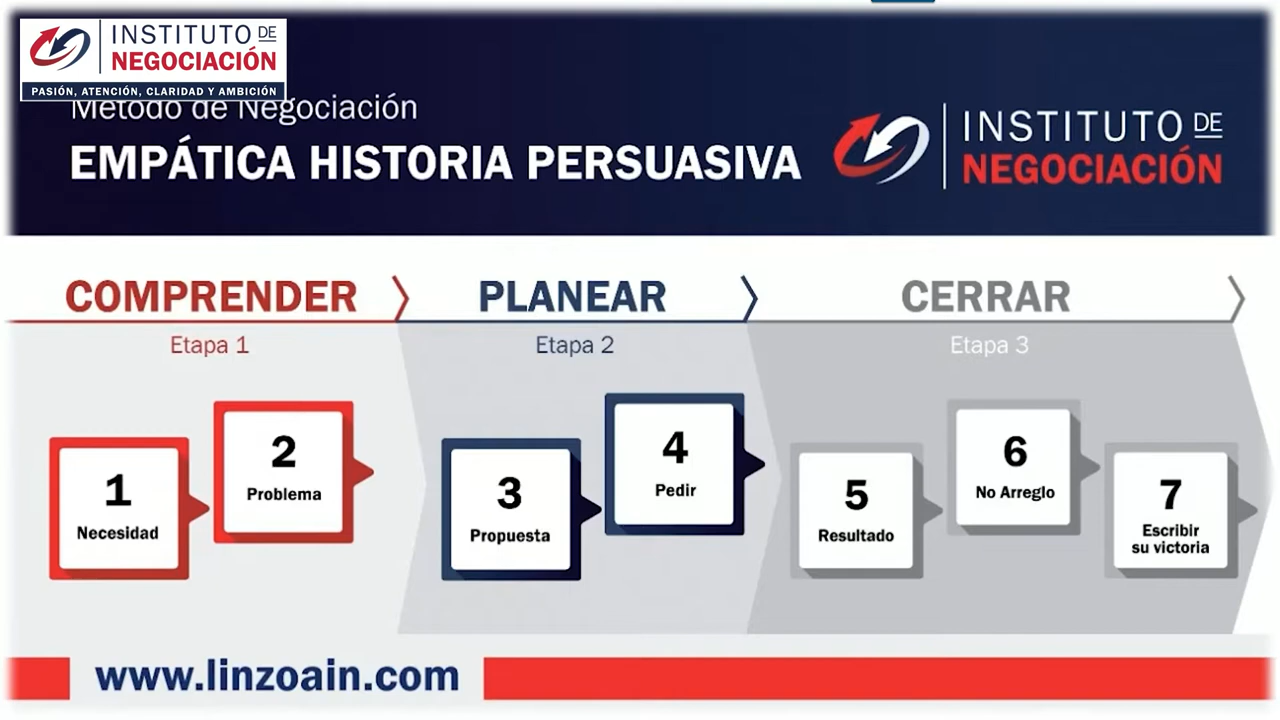 INSTITUTO DE
NEGOCIACIÓN
PASIÓN, ATENCIÓN, CLARIDAD Y AMBICIÓN
Método de Negociación
EMPÁTICA HISTORIA PERSUASIVA
INSTITUTO DE
NEGOCIACIÓN
COMPRENDER
PLANEAR
CERRAR
Etapa 1
Etapa 2
Etapa 3
1
Necesidad
2
Problema
3
Propuesta
4
Pedir
5
Resultado
6
No Arreglo
7
Escribir
su victoria
www.linzoain.com